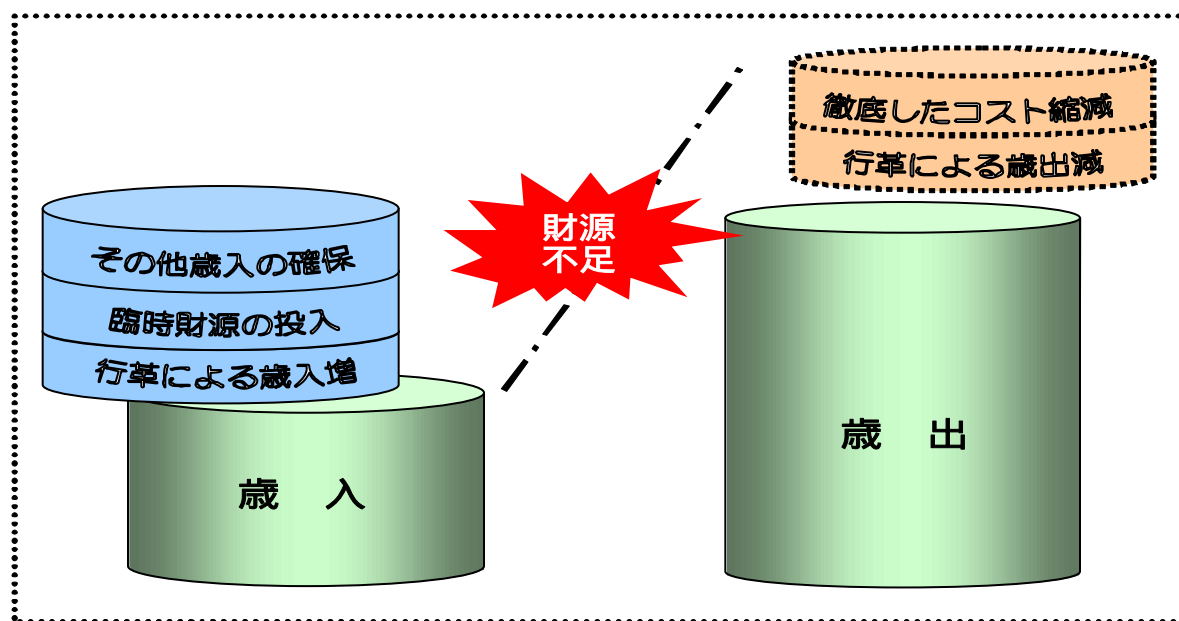 その他歳入の確保
臨時財源の投入
行革による歳入増
歳　入
財源
不足
徹底したコスト縮減
行革による歳出減
歳　出